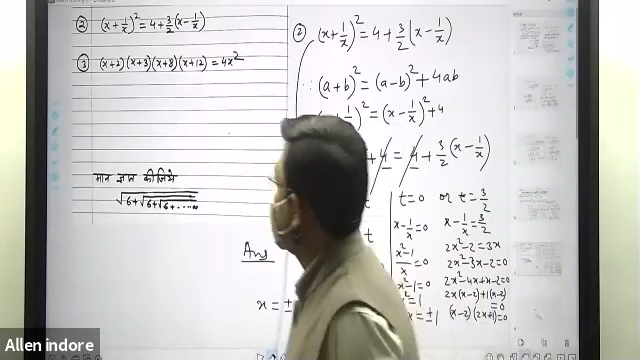 ② (x+1/x)² = 4+3/2(x-1/x)
③ (x+2)(x+3)(x+8)(x+12) = 4x²
मान ज्ञात कीजिये
√6+√6+√6+.....∞
Ans
x = ±
② (x+1/x)² = 4+3/2(x-1/x)
∵ (a+b)² = (a-b)²+4ab
1/x)² = (x-1/x)²+4
4 = 4+3/2(x-1/x)
t
t=0 or t=3/2
x-1/x=0 x-1/x=3/2
x²-1/x=0 2x²-2=3x
x²-1=0 2x²-3x-2=0
x²=1 2x²-4x+x-2=0
x=±1 2x(x-2)+1(x-2)=0
(x-2)(2x+1)=0
Allen indore